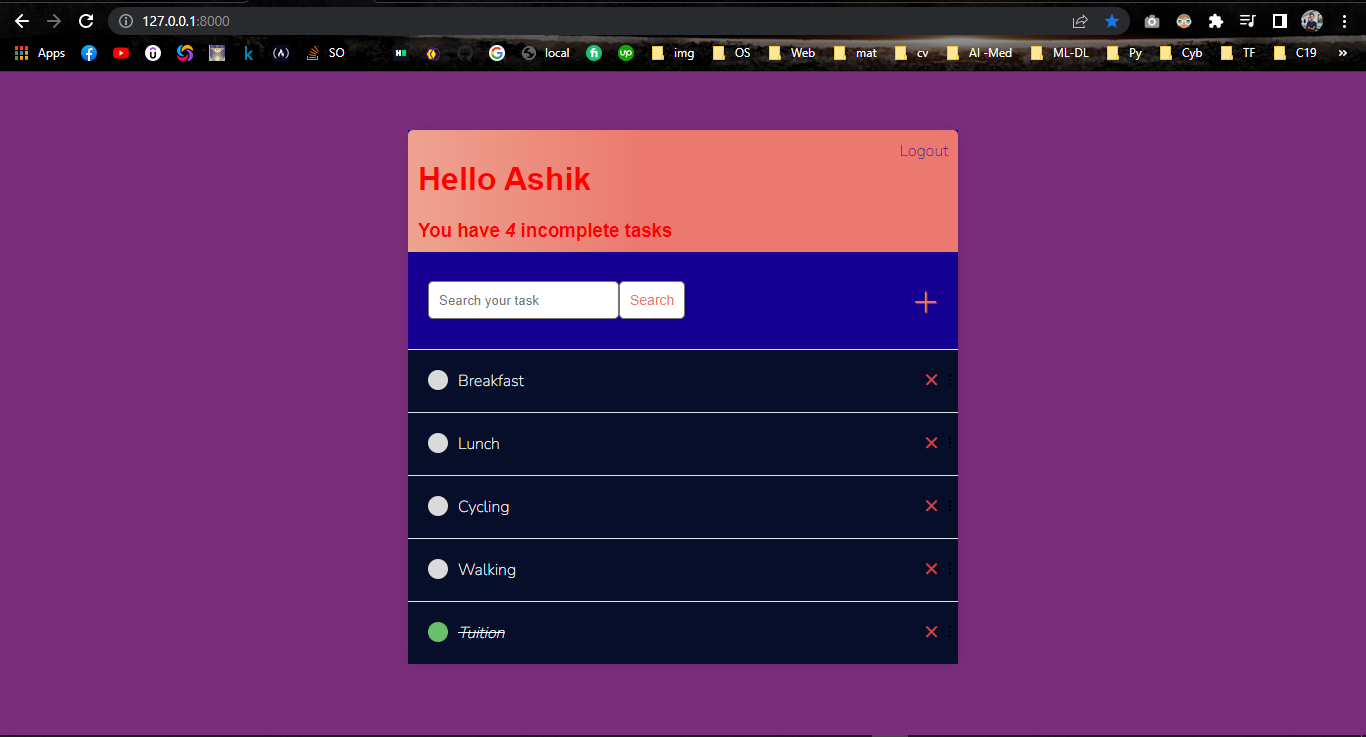 127.0.0.1:8000
Apps SO local img OS Web mat cv AI -Med ML-DL Py Cyb TF C19 »
Logout
Hello Ashik
You have 4 incomplete tasks
Search your task Search
Breakfast
Lunch
Cycling
Walking
Tuition